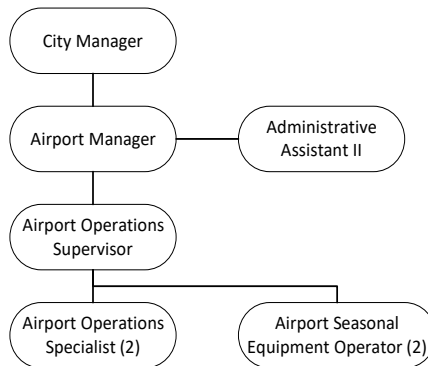 City Manager
Airport Manager
Administrative
Assistant II
Airport Operations
Supervisor
Airport Operations
Specialist (2)
Airport Seasonal
Equipment Operator (2)